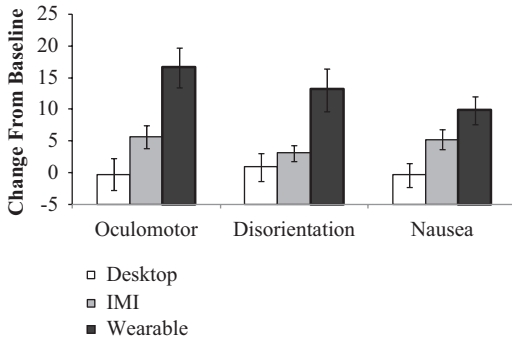 Change From Baseline
25
20
15
10
5
0
-5
Oculomotor Disorientation Nausea
Desktop
IMI
Wearable